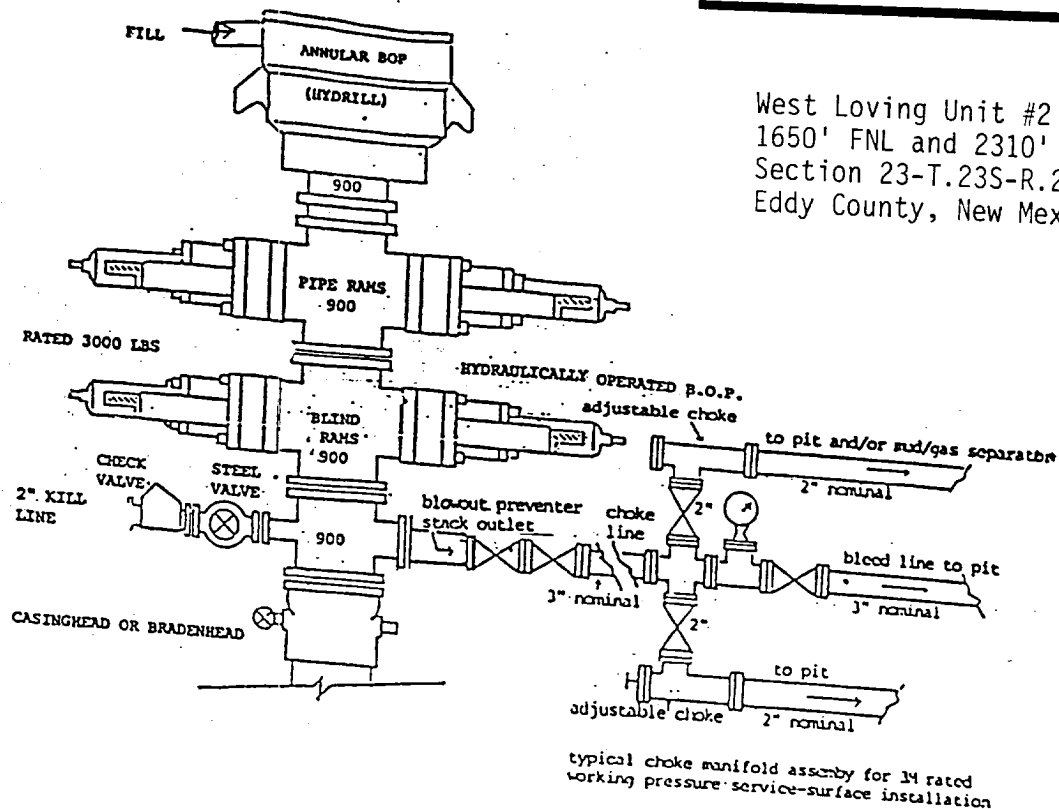 West Loving Unit #2
1650' FNL and 2310'
Section 23-T.23S-R.2
Eddy County, New Mex
FILL
ANNULAR BOP
(HYDRILL)
900
PIPE RAMS
900
RATED 3000 LBS
HYDRAULICALLY OPERATED B.O.P.
BLIND
RAMS
900
adjustable choke
to pit and/or mud/gas separator
2" nominal
CHECK
VALVE
STEEL
VALVE
2" KILL
LINE
900
blowout preventer
stack outlet
choke
line
3" nominal
2"
bleed line to pit
3" nominal
2"
CASINGHEAD OR BRADENHEAD
to pit
adjustable choke
2" nominal
typical choke manifold assembly for 3M rated
working pressure service-surface installation